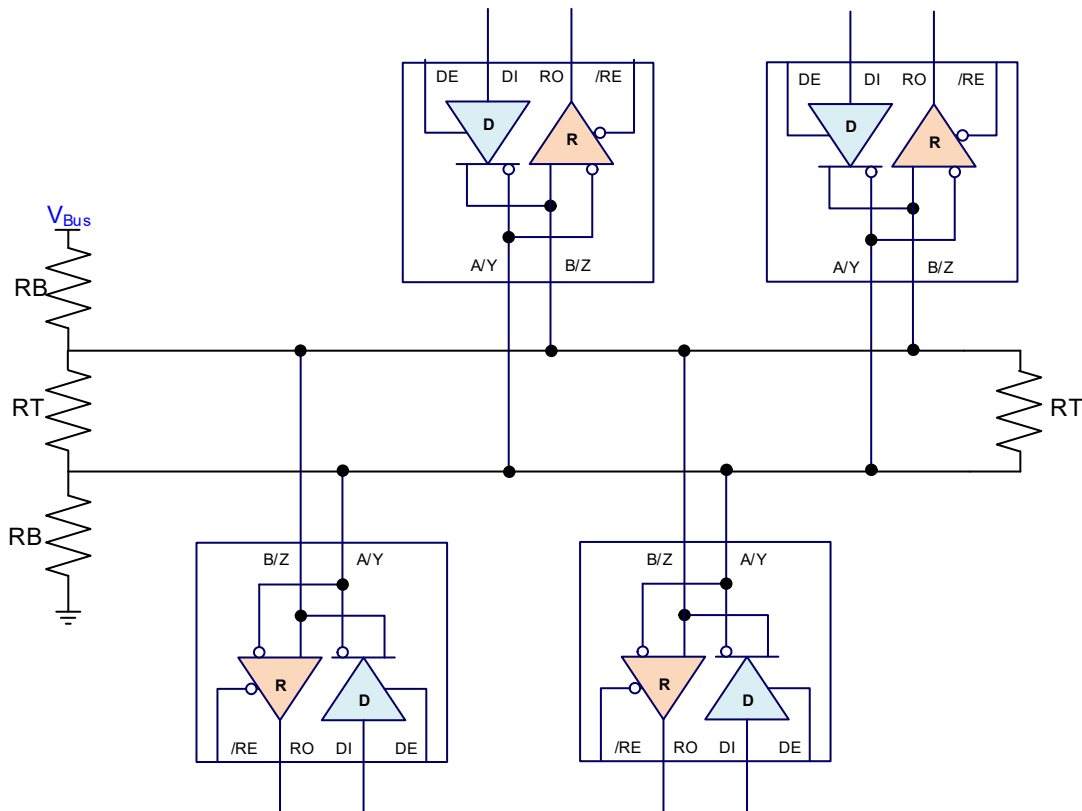 DE DI RO /RE
DE DI RO /RE
D
R
D
R
A/Y B/Z
A/Y B/Z
VBus
RB
RT
RT
RB
B/Z A/Y
B/Z A/Y
R
D
R
D
/RE RO DI DE
/RE RO DI DE